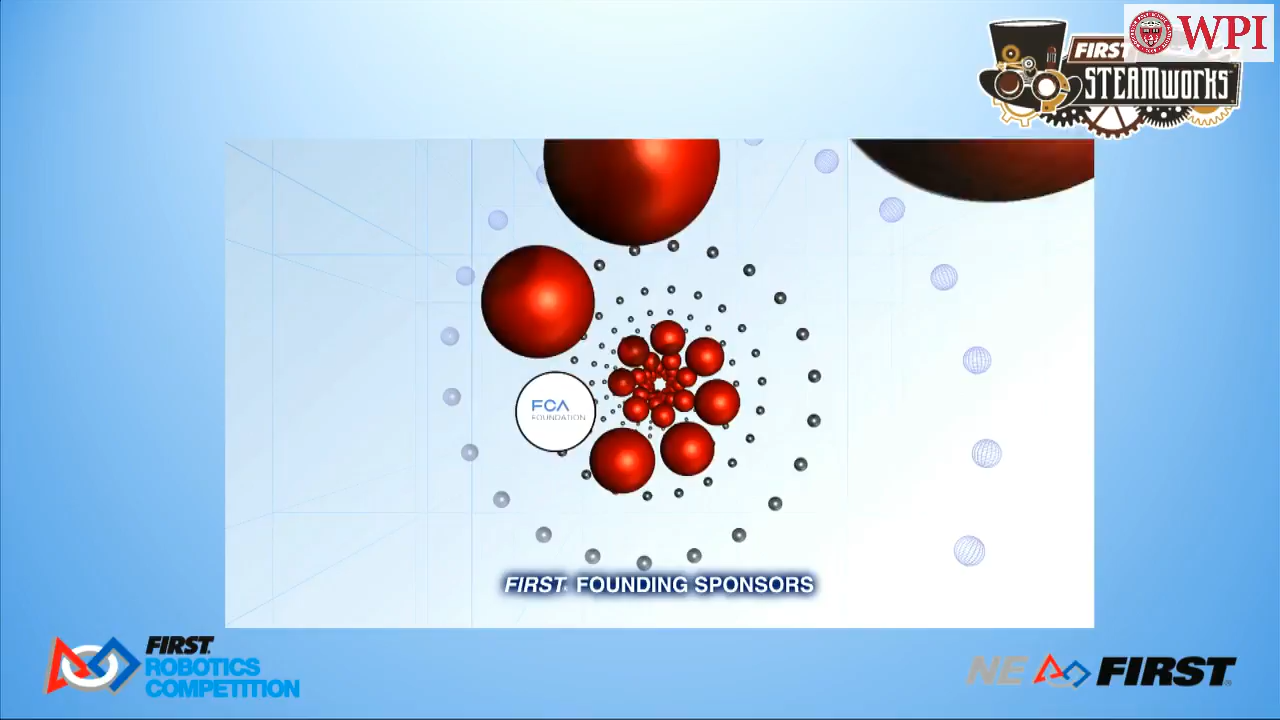 WPI
FIRST
STEAMWORKS
FCA
FOUNDATION
FIRST® FOUNDING SPONSORS
FIRST®
ROBOTICS
COMPETITION
NE FIRST®